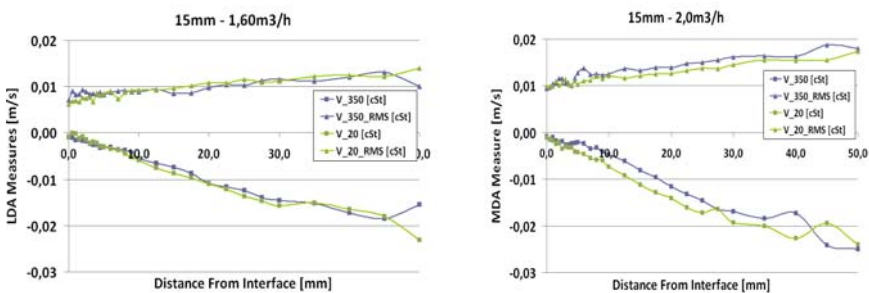 15mm - 1,60m3/h
0,02
0,01
0,00
-0,01
-0,02
-0,03
LDA Measures [m/s]
0,0
10,0
20,0
30,0
40,0
V_350 [cSt]
V_350_RMS [cSt]
V_20 [cSt]
V_20_RMS [cSt]
Distance From Interface [mm]
15mm - 2,0m3/h
0,02
0,01
0,00
-0,01
-0,02
-0,03
MDA Measure [m/s]
0,0
10,0
20,0
30,0
40,0
50,0
V_350 [cSt]
V_350_RMS [cSt]
V_20 [cSt]
V_20_RMS [cSt]
Distance From Interface [mm]